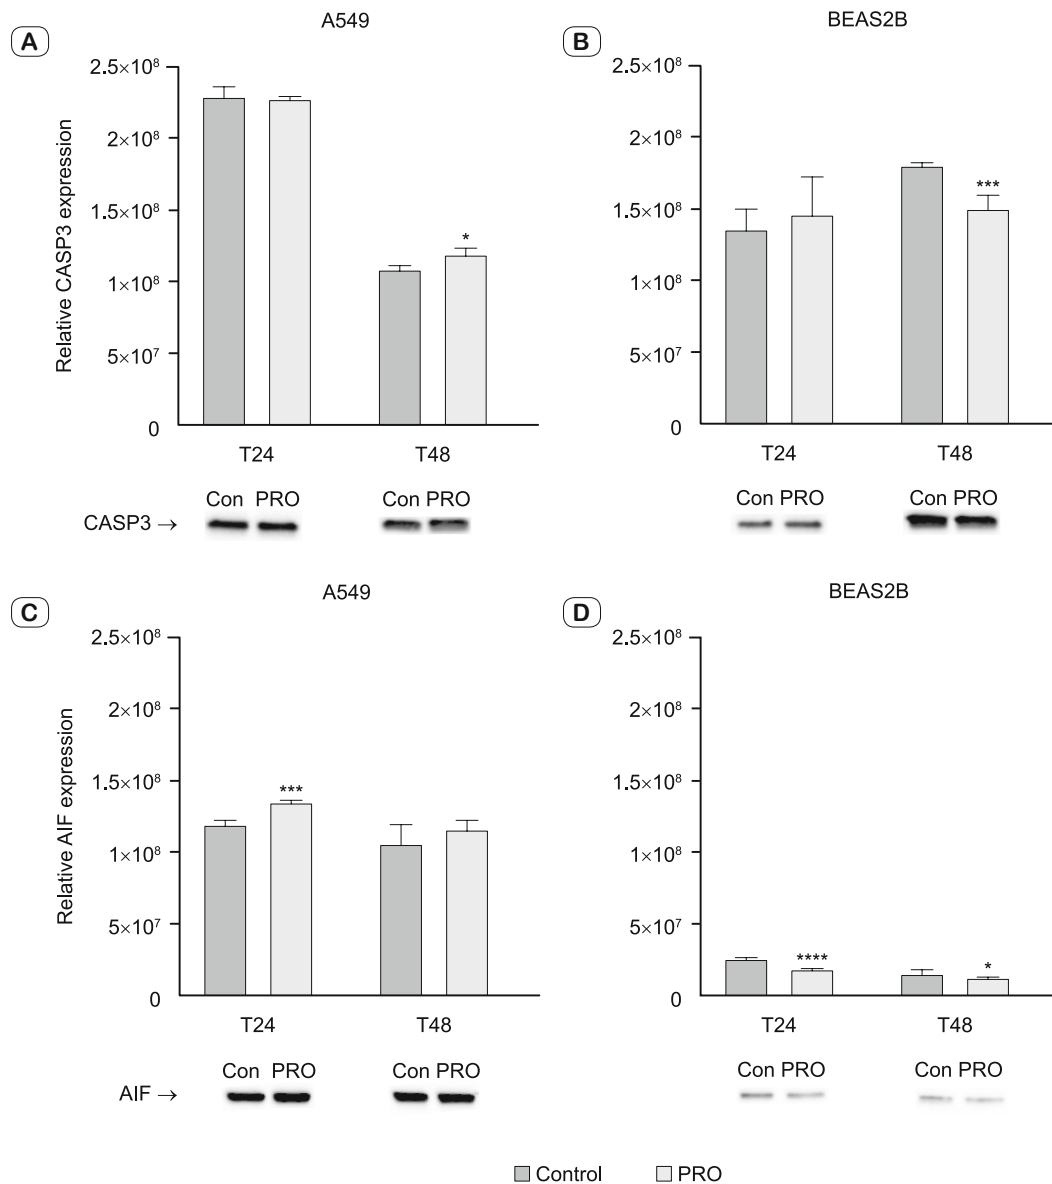 A
A549
Relative CASP3 expression
2.5×10⁸
2×10⁸
1.5×10⁸
1×10⁸
5×10⁷
0
*
T24 T48
Con PRO Con PRO
CASP3 →
B
BEAS2B
2.5×10⁸
2×10⁸
1.5×10⁸
1×10⁸
5×10⁷
0
***
T24 T48
Con PRO Con PRO
C
A549
Relative AIF expression
2.5×10⁸
2×10⁸
1.5×10⁸
1×10⁸
5×10⁷
0
***
T24 T48
Con PRO Con PRO
AIF →
D
BEAS2B
2.5×10⁸
2×10⁸
1.5×10⁸
1×10⁸
5×10⁷
0
**** *
T24 T48
Con PRO Con PRO
Control PRO